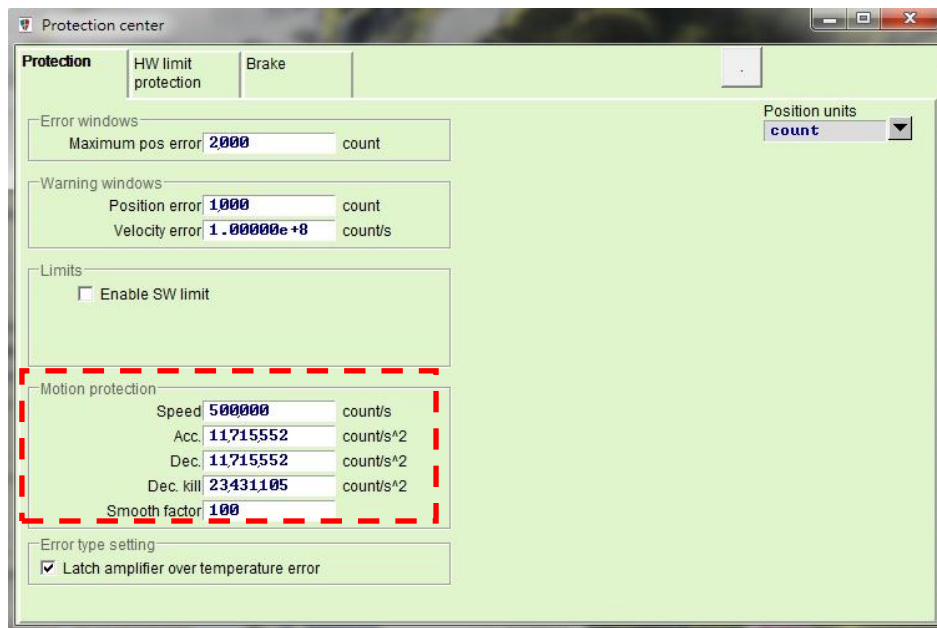 Protection center
Protection
HW limit
protection
Brake
.
Position units
count
Error windows
Maximum pos error 2,000 count
Warning windows
Position error 1,000 count
Velocity error 1.00000e+8 count/s
Limits
Enable SW limit
Motion protection
Speed 500,000 count/s
Acc. 11,715,552 count/s^2
Dec. 11,715,552 count/s^2
Dec. kill 23,431,105 count/s^2
Smooth factor 100
Error type setting
Latch amplifier over temperature error